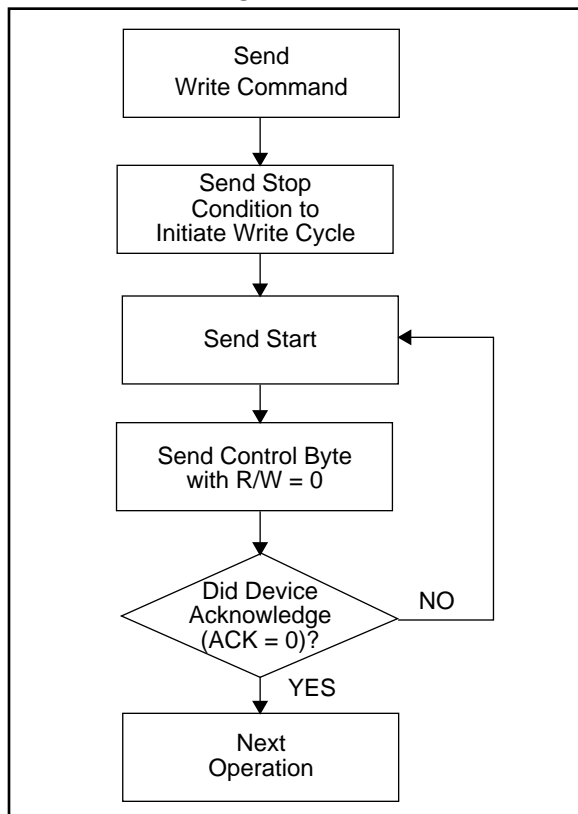 Send
Write Command
Send Stop
Condition to
Initiate Write Cycle
Send Start
Send Control Byte
with R/W = 0
Did Device
Acknowledge
(ACK = 0)?
NO
YES
Next
Operation